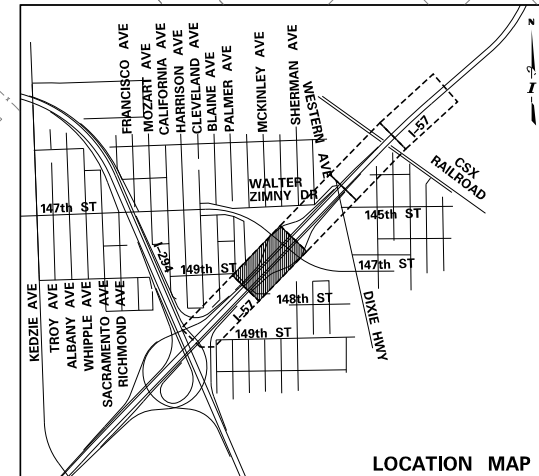 FRANCISCO AVE
MOZART AVE
CALIFORNIA AVE
HARRISON AVE
CLEVELAND AVE
BLAINE AVE
PALMER AVE
MCKINLEY AVE
SHERMAN AVE
WESTERN AVE
N
I-57
CSX
RAILROAD
WALTER
ZIMNY DR
147th ST
145th ST
I-294
149th ST
147th ST
148th ST
I-57
149th ST
DIXIE HWY
KEDZIE AVE
TROY AVE
ALBANY AVE
WHIPPLE AVE
SACRAMENTO AVE
RICHMOND AVE
LOCATION MAP